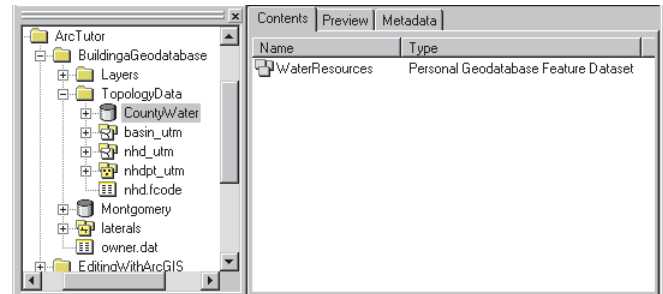 ArcTutor
BuildingaGeodatabase
Layers
TopologyData
CountyWater
basin_utm
nhd_utm
nhdpt_utm
nhd.fcode
Montgomery
laterals
owner.dat
EditingWithArcGIS
Contents Preview Metadata
Name Type
WaterResources Personal Geodatabase Feature Dataset